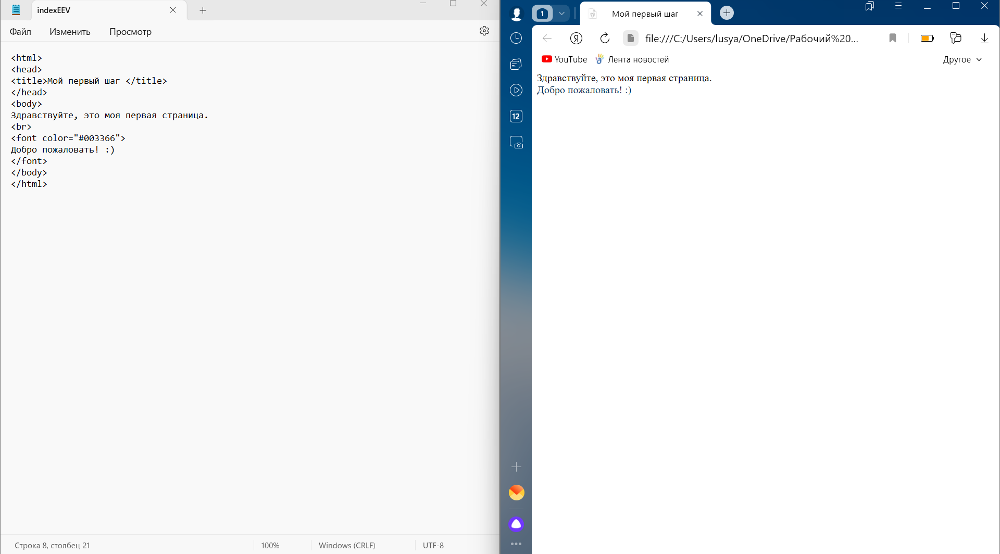 indexEEV
Файл Изменить Просмотр
<html>
<head>
<title>Мой первый шаг </title>
</head>
<body>
Здравствуйте, это моя первая страница.
<br>
<font color="#003366">
Добро пожаловать! :)
</font>
</body>
</html>
Строка 8, столбец 21 100% Windows (CRLF) UTF-8
1 Мой первый шаг
Я file:///C:/Users/lusya/OneDrive/Рабочий%20...
YouTube Лента новостей Другое
Здравствуйте, это моя первая страница.
Добро пожаловать! :)
12